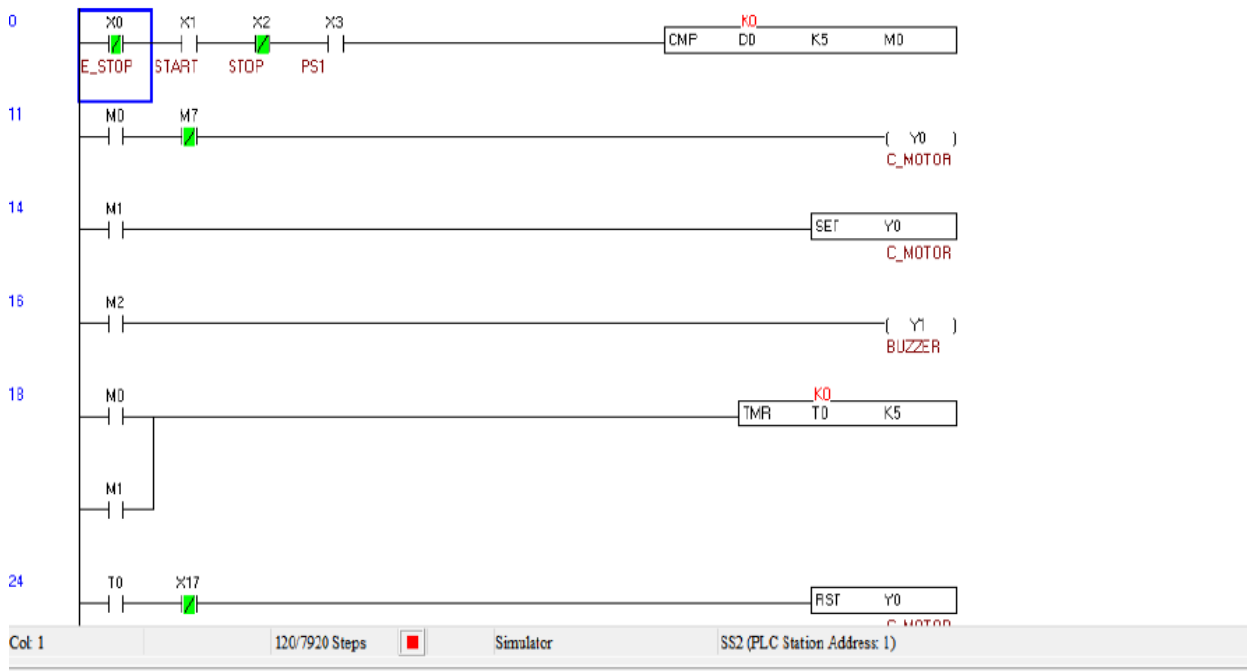 0 X0 X1 X2 X3 K0
CMP D0 K5 M0
E_STOP START STOP PS1
11 M0 M7
( Y0 )
C_MOTOR
14 M1
SET Y0
C_MOTOR
16 M2
( Y1 )
BUZZER
18 M0 K0
TMR T0 K5
M1
24 T0 X17
RST Y0
C_MOTOR
Col: 1 120/7920 Steps Simulator SS2 (PLC Station Address: 1)